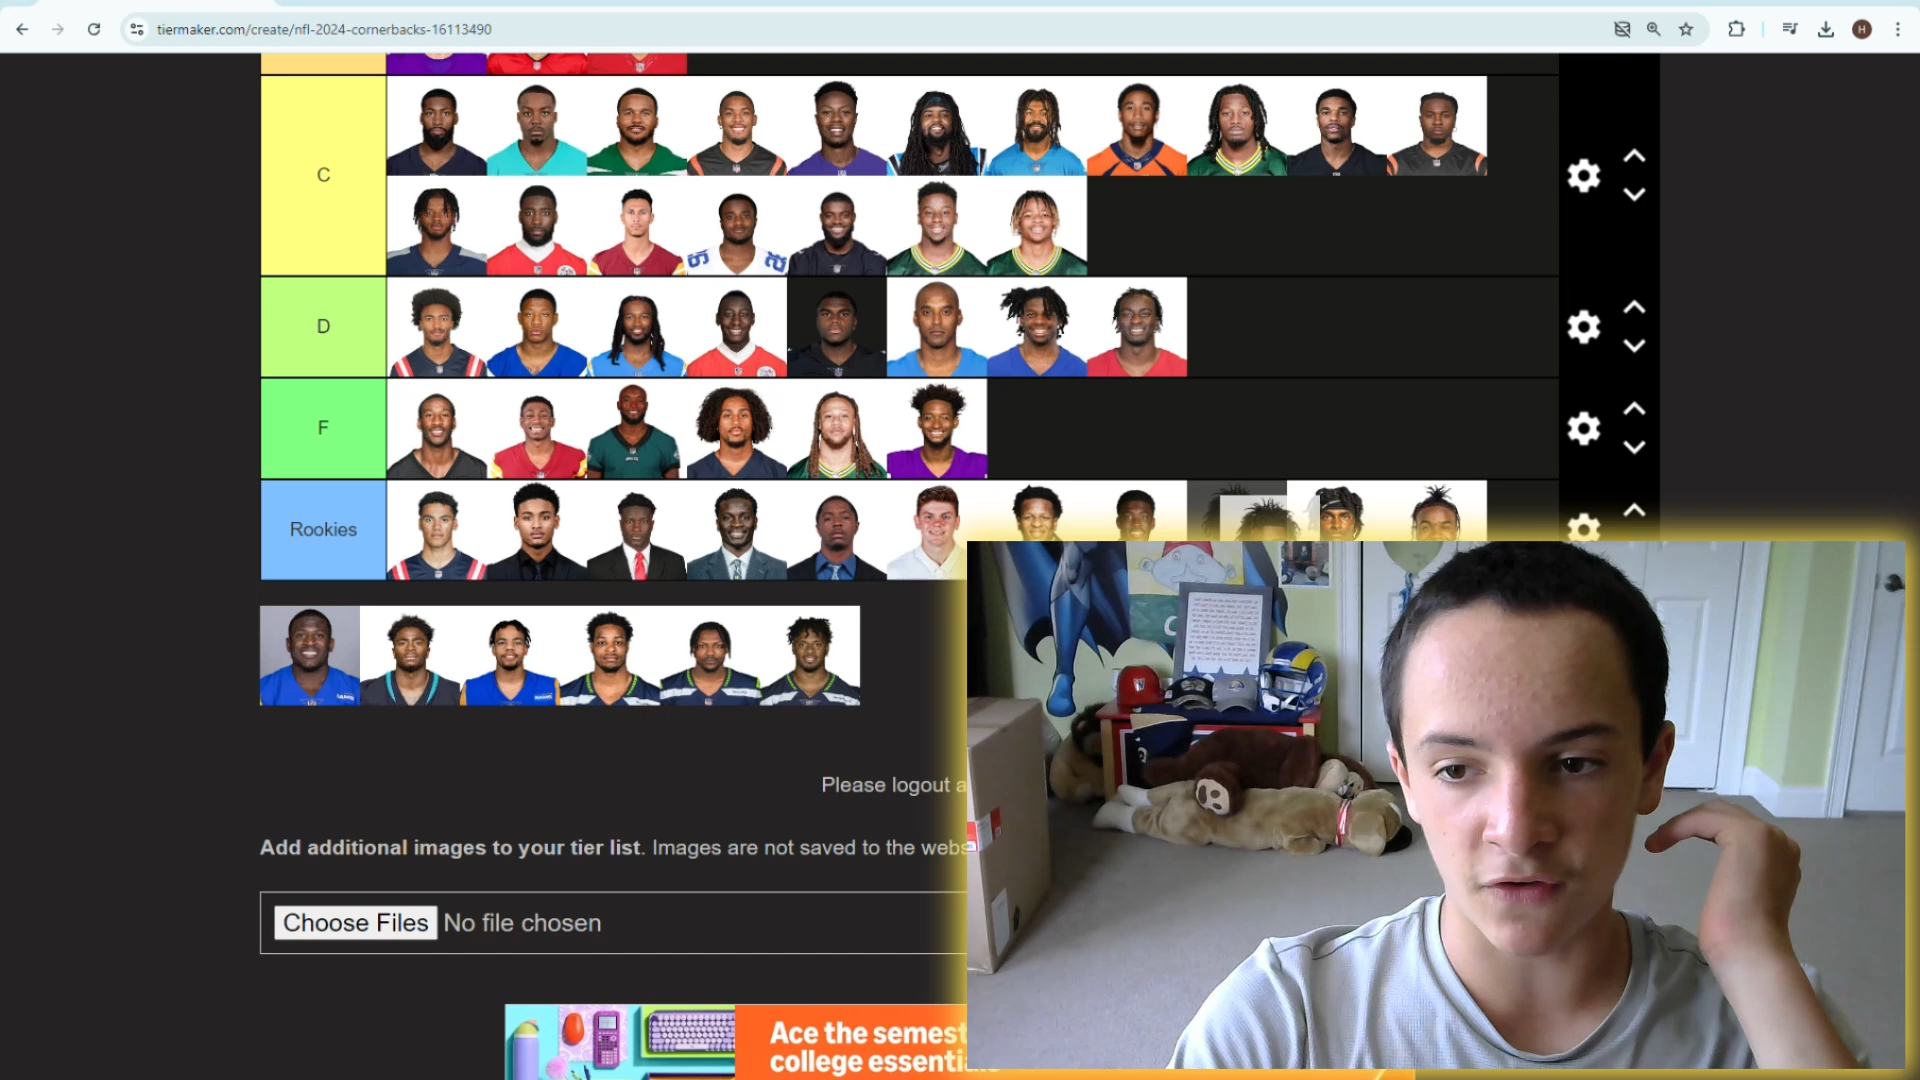 tiermaker.com/create/nfl-2024-cornerbacks-16113490
H
C
D
F
Rookies
Please logout a
Add additional images to your tier list. Images are not saved to the webs
Choose Files No file chosen
Ace the semest
college essenti